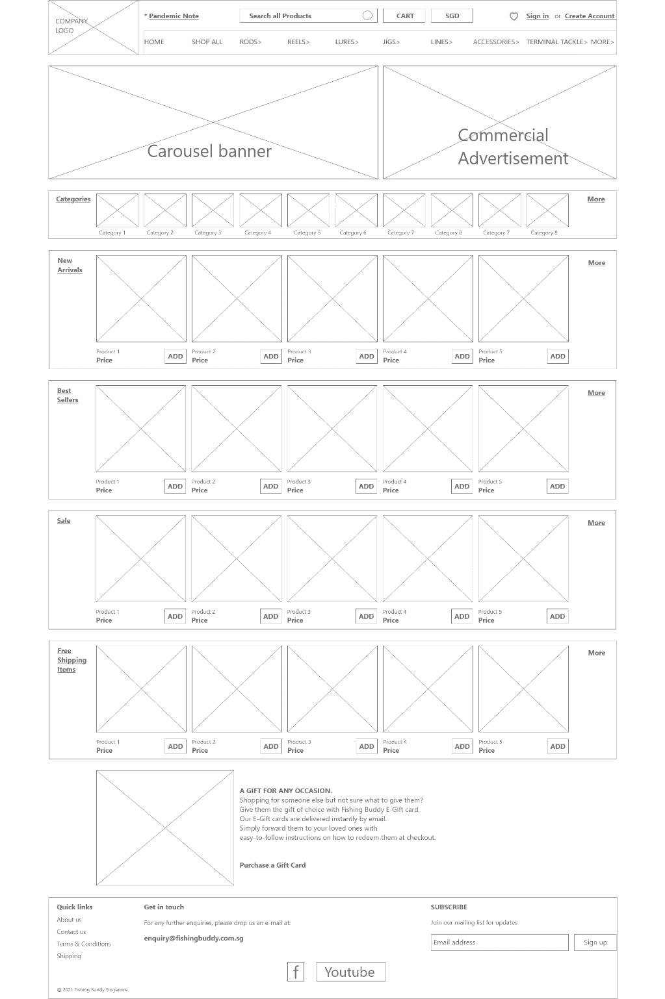 COMPANY
LOGO
* Pandemic Note
Search all Products
CART
SGD
Sign in or Create Account
HOME SHOP ALL RODS> REELS> LURES> JIGS> LINES> ACCESSORIES> TERMINAL TACKLE> MORE>
Carousel banner
Commercial
Advertisement
Categories
More
Category 1 Category 2 Category 3 Category 4 Category 5 Category 6 Category 7 Category 8 Category 7 Category 8
New
Arrivals
More
Product 1 Product 2 Product 3 Product 4 Product 5
Price ADD Price ADD Price ADD Price ADD Price ADD
Best
Sellers
More
Product 1 Product 2 Product 3 Product 4 Product 5
Price ADD Price ADD Price ADD Price ADD Price ADD
Sale
More
Product 1 Product 2 Product 3 Product 4 Product 5
Price ADD Price ADD Price ADD Price ADD Price ADD
Free
Shipping
Items
More
Product 1 Product 2 Product 3 Product 4 Product 5
Price ADD Price ADD Price ADD Price ADD Price ADD
A GIFT FOR ANY OCCASION.
Shopping for someone else but not sure what to give them?
Give them the gift of choice with Fishing Buddy E-Gift card.
Our E-Gift cards are delivered instantly by email.
Simply forward them to your loved ones with
easy-to-follow instructions on how to redeem them at checkout.
Purchase a Gift Card
Quick links
About us
Contact us
Terms & Conditions
Shipping
Get in touch
For any further enquiries, please drop us an e-mail at:
enquiry@fishingbuddy.com.sg
SUBSCRIBE
Join our mailing list for updates
Email address
Sign up
f
Youtube
@ 2021 Fishing Buddy Singapore